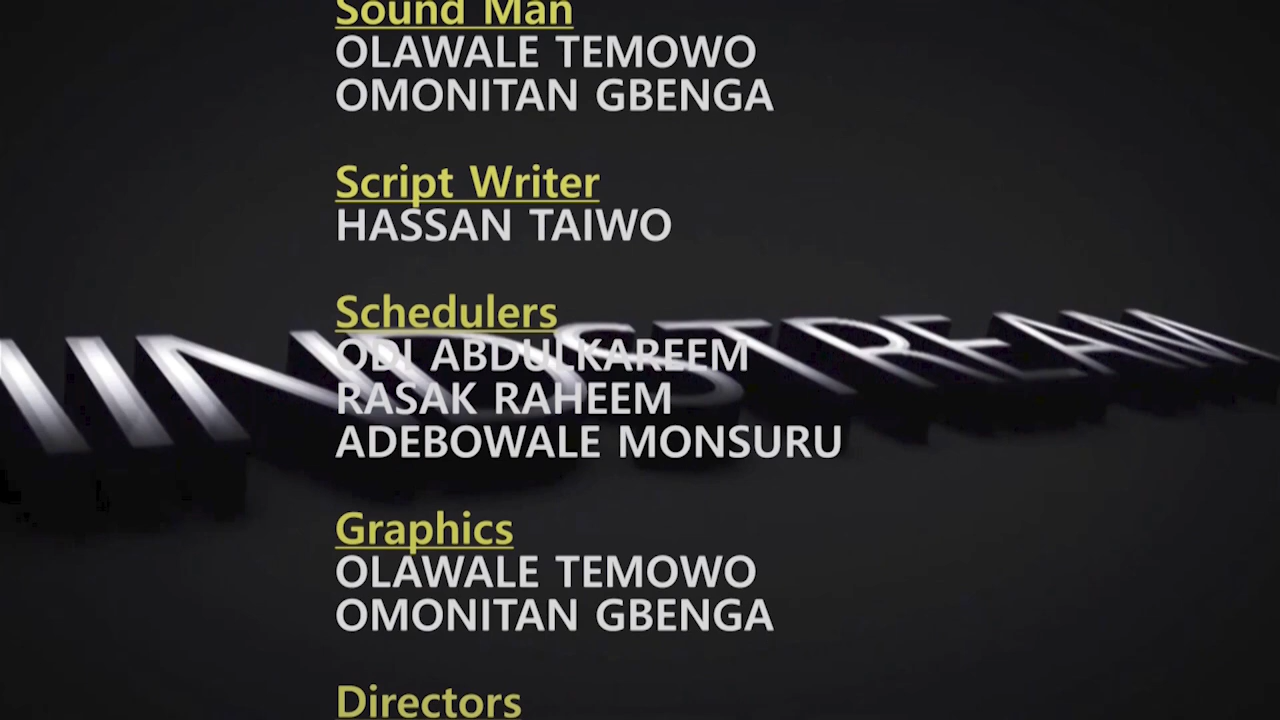 Sound Man
OLAWALE TEMOWO
OMONITAN GBENGA
Script Writer
HASSAN TAIWO
Schedulers
ODI ABDULKAREEM
RASAK RAHEEM
ADEBOWALE MONSURU
Graphics
OLAWALE TEMOWO
OMONITAN GBENGA
Directors